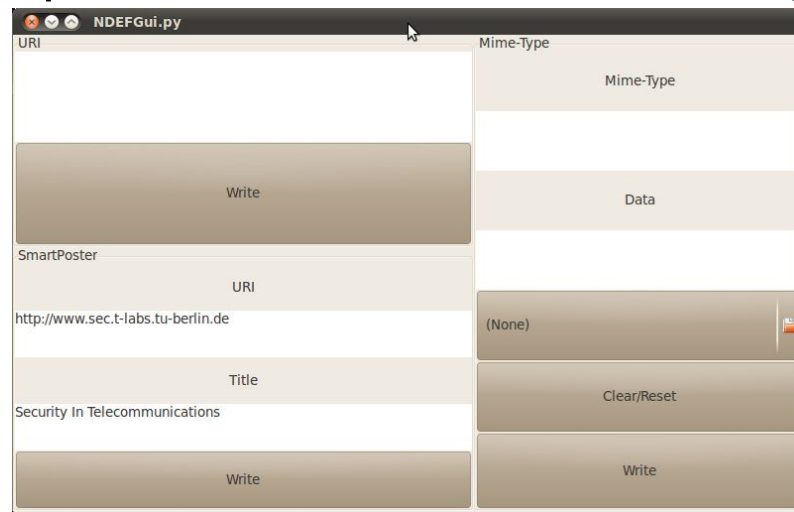 NDEFGui.py
URI
Write
SmartPoster
URI
http://www.sec.t-labs.tu-berlin.de
Title
Security In Telecommunications
Write
Mime-Type
Mime-Type
Data
(None)
Clear/Reset
Write